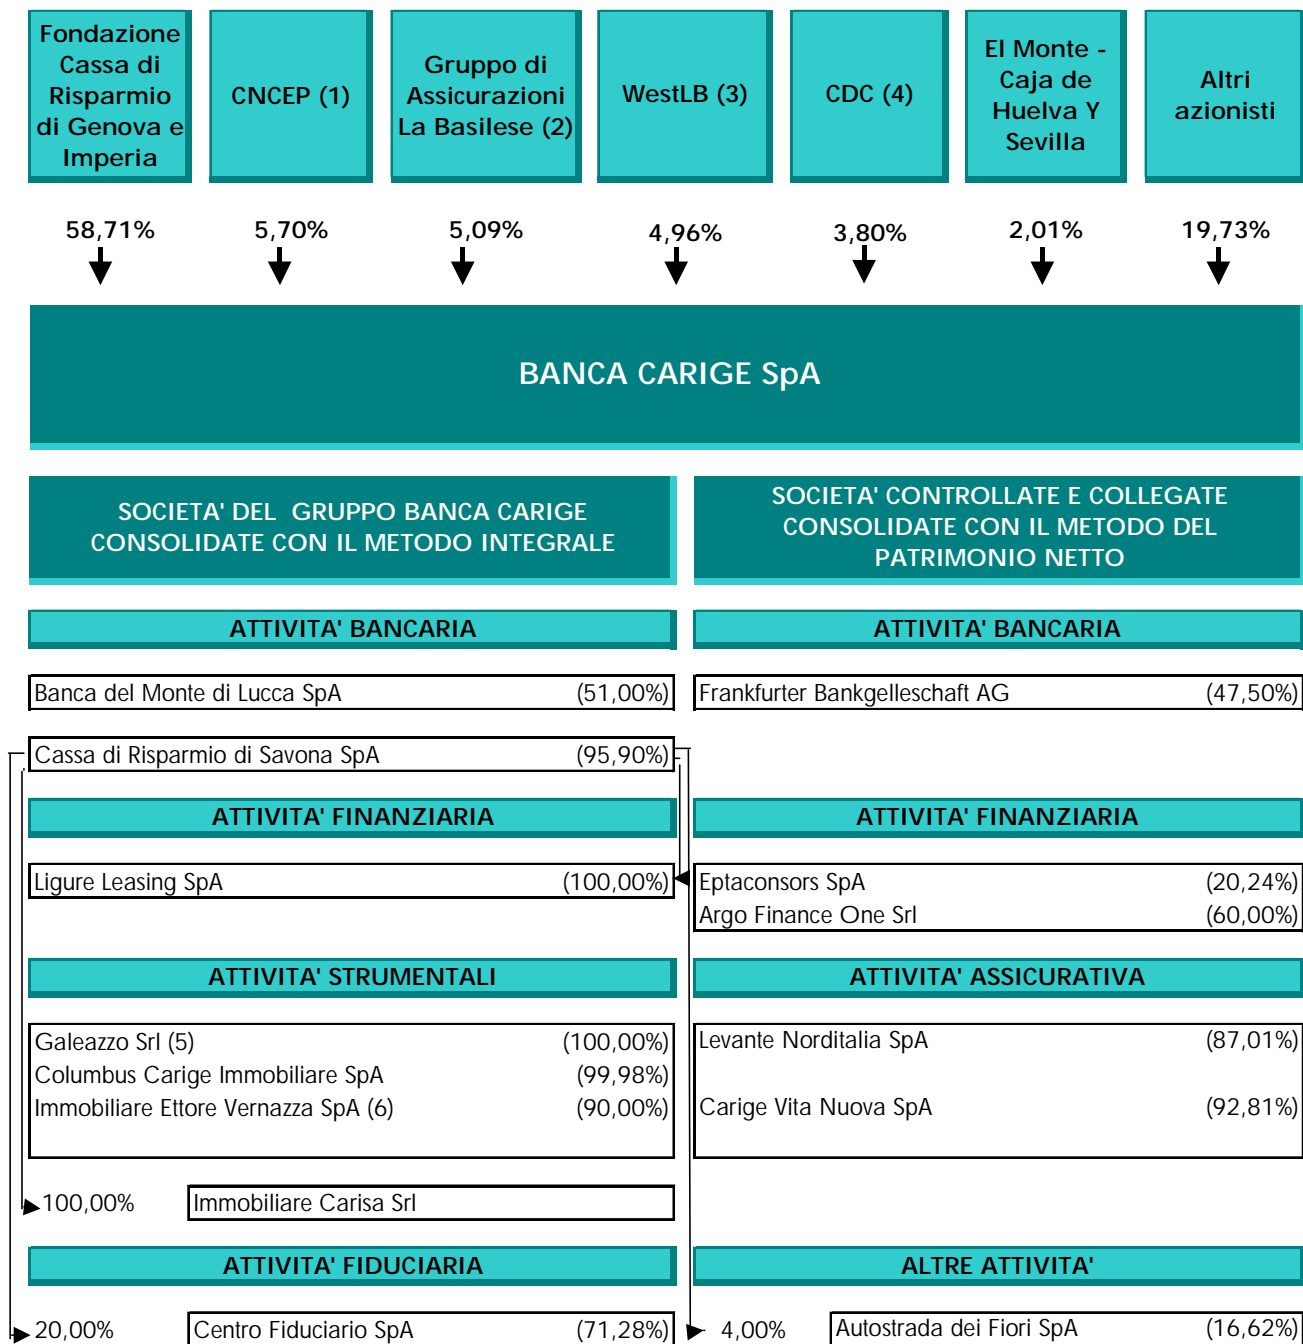 Fondazione
Cassa di
Risparmio
di Genova e
Imperia
CNCEP (1)
Gruppo di
Assicurazioni
La Basilese (2)
WestLB (3)
CDC (4)
El Monte -
Caja de
Huelva Y
Sevilla
Altri
azionisti
58,71%
5,70%
5,09%
4,96%
3,80%
2,01%
19,73%
BANCA CARIGE SpA
SOCIETA' DEL GRUPPO BANCA CARIGE
CONSOLIDATE CON IL METODO INTEGRALE
SOCIETA' CONTROLLATE E COLLEGATE
CONSOLIDATE CON IL METODO DEL
PATRIMONIO NETTO
ATTIVITA' BANCARIA
ATTIVITA' BANCARIA
Banca del Monte di Lucca SpA (51,00%)
Frankfurter Bankgelleschaft AG (47,50%)
Cassa di Risparmio di Savona SpA (95,90%)
ATTIVITA' FINANZIARIA
ATTIVITA' FINANZIARIA
Ligure Leasing SpA (100,00%)
Eptaconsors SpA (20,24%)
Argo Finance One Srl (60,00%)
ATTIVITA' STRUMENTALI
ATTIVITA' ASSICURATIVA
Galeazzo Srl (5) (100,00%)
Columbus Carige Immobiliare SpA (99,98%)
Immobiliare Ettore Vernazza SpA (6) (90,00%)
Levante Norditalia SpA (87,01%)
Carige Vita Nuova SpA (92,81%)
100,00% Immobiliare Carisa Srl
ATTIVITA' FIDUCIARIA
ALTRE ATTIVITA'
20,00% Centro Fiduciario SpA (71,28%)
4,00% Autostrada dei Fiori SpA (16,62%)